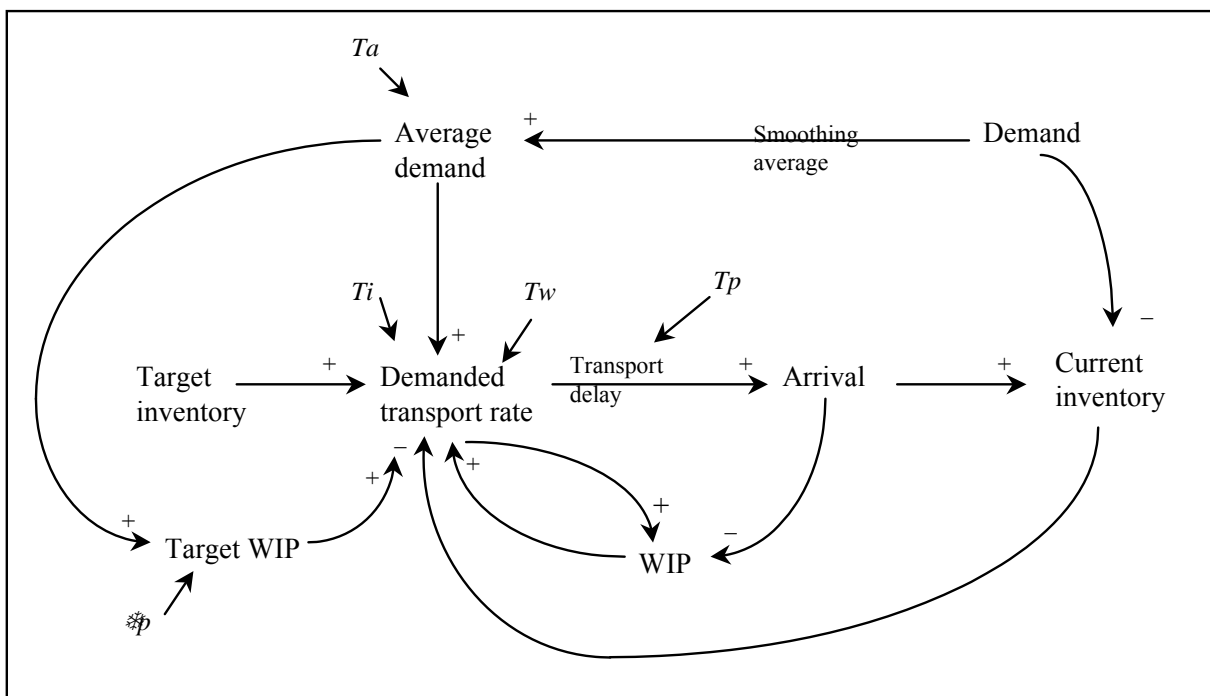 Ta
+
Average
demand
Smoothing
average
Demand
Ti
Tw
Tp
+
−
Target
inventory
+
Demanded
transport rate
Transport
delay
+
Arrival
+
Current
inventory
−
+
+
+
+
−
Target WIP
WIP
p